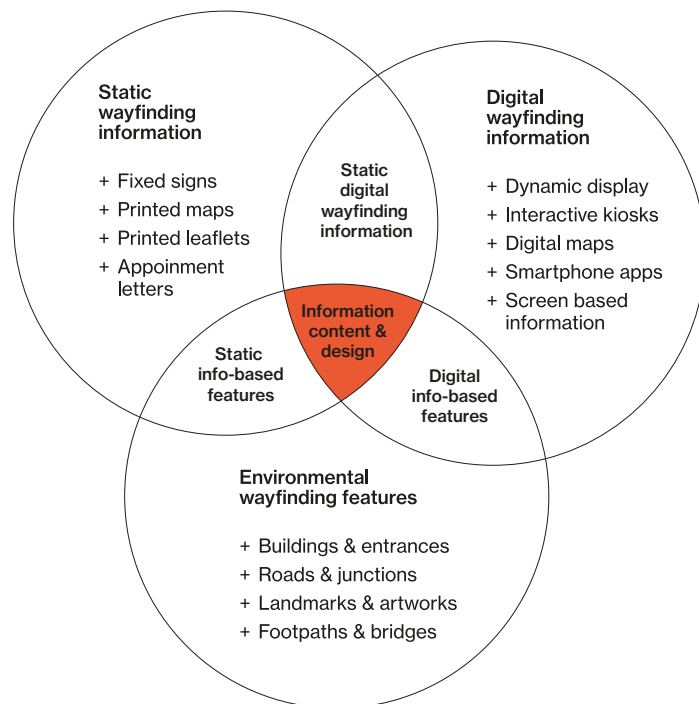 Static
wayfinding
information
+ Fixed signs
+ Printed maps
+ Printed leaflets
+ Appoinment
letters
Digital
wayfinding
information
+ Dynamic display
+ Interactive kiosks
+ Digital maps
+ Smartphone apps
+ Screen based
information
Static
digital
wayfinding
information
Information
content &
design
Static
info-based
features
Digital
info-based
features
Environmental
wayfinding features
+ Buildings & entrances
+ Roads & junctions
+ Landmarks & artworks
+ Footpaths & bridges